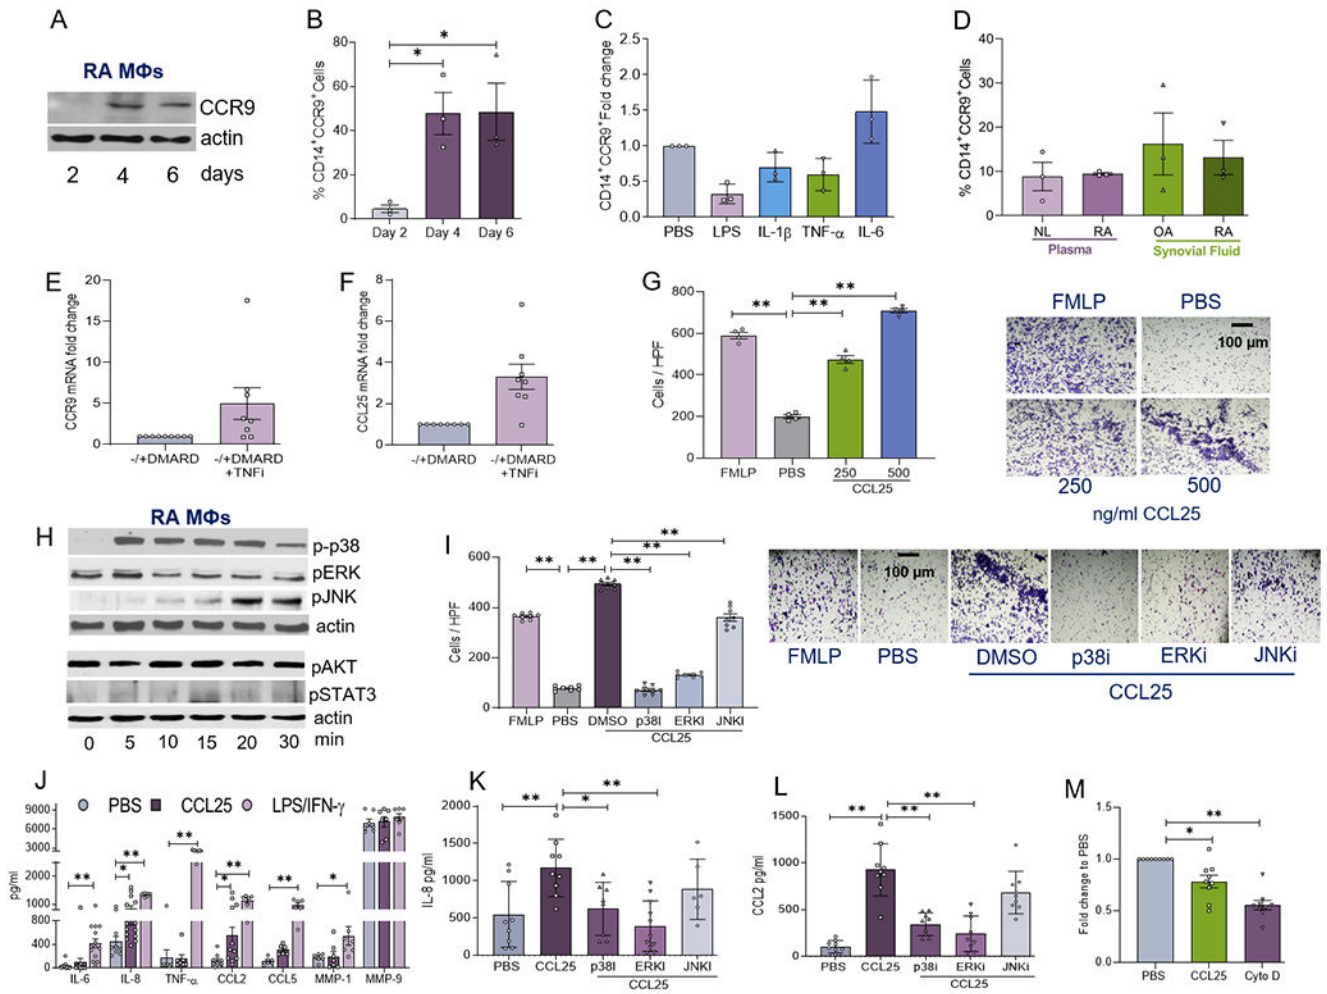 A
RA MΦs
CCR9
actin
2 4 6 days
B
% CD14⁺CCR9⁺Cells
80
60
40
20
0
* *
Day 2 Day 4 Day 6
C
CD14⁺CCR9⁺Fold change
2.5
2.0
1.5
1.0
0.5
0.0
PBS LPS IL-1β TNF-α IL-6
D
% CD14⁺CCR9⁺Cells
40
30
20
10
0
NL RA OA RA
Plasma Synovial Fluid
E
CCR9 mRNA fold change
20
15
10
5
0
-/+DMARD -/+DMARD
+TNFi
F
CCL25 mRNA fold change
8
6
4
2
0
-/+DMARD -/+DMARD
+TNFi
G
Cells / HPF
800
600
400
200
0
** ** **
FMLP PBS 250 500
CCL25
FMLP PBS
100 µm
250 500
ng/ml CCL25
H
RA MΦs
p-p38
pERK
pJNK
actin
pAKT
pSTAT3
actin
0 5 10 15 20 30 min
I
Cells / HPF
600
400
200
0
** ** ** ** **
FMLP PBS DMSO p38I ERKI JNKI
CCL25
100 µm
FMLP PBS DMSO p38i ERKi JNKi
CCL25
J
PBS CCL25 LPS/IFN-γ
pg/ml
9000
6000
3000
2000
1000
800
400
0
** * ** ** * ** ** *
IL-6 IL-8 TNF-α CCL2 CCL5 MMP-1 MMP-9
K
IL-8 pg/ml
2000
1500
1000
500
0
** * **
PBS CCL25 p38I ERKI JNKI
CCL25
L
CCL2 pg/ml
1500
1000
500
0
** ** **
PBS CCL25 p38i ERKi JNKi
CCL25
M
Fold change to PBS
1.5
1.0
0.5
0.0
* **
PBS CCL25 Cyto D